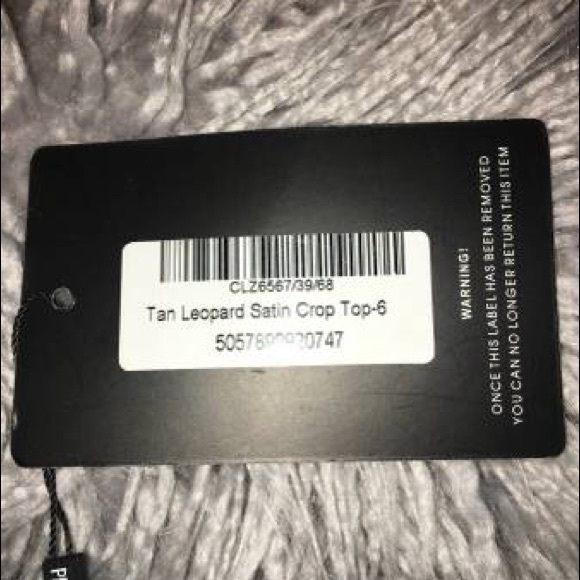 CLZ6567/39/68
Tan Leopard Satin Crop Top-6
WARNING!
ONCE THIS LABEL HAS BEEN REMOVED
YOU CAN NO LONGER RETURN THIS ITEM